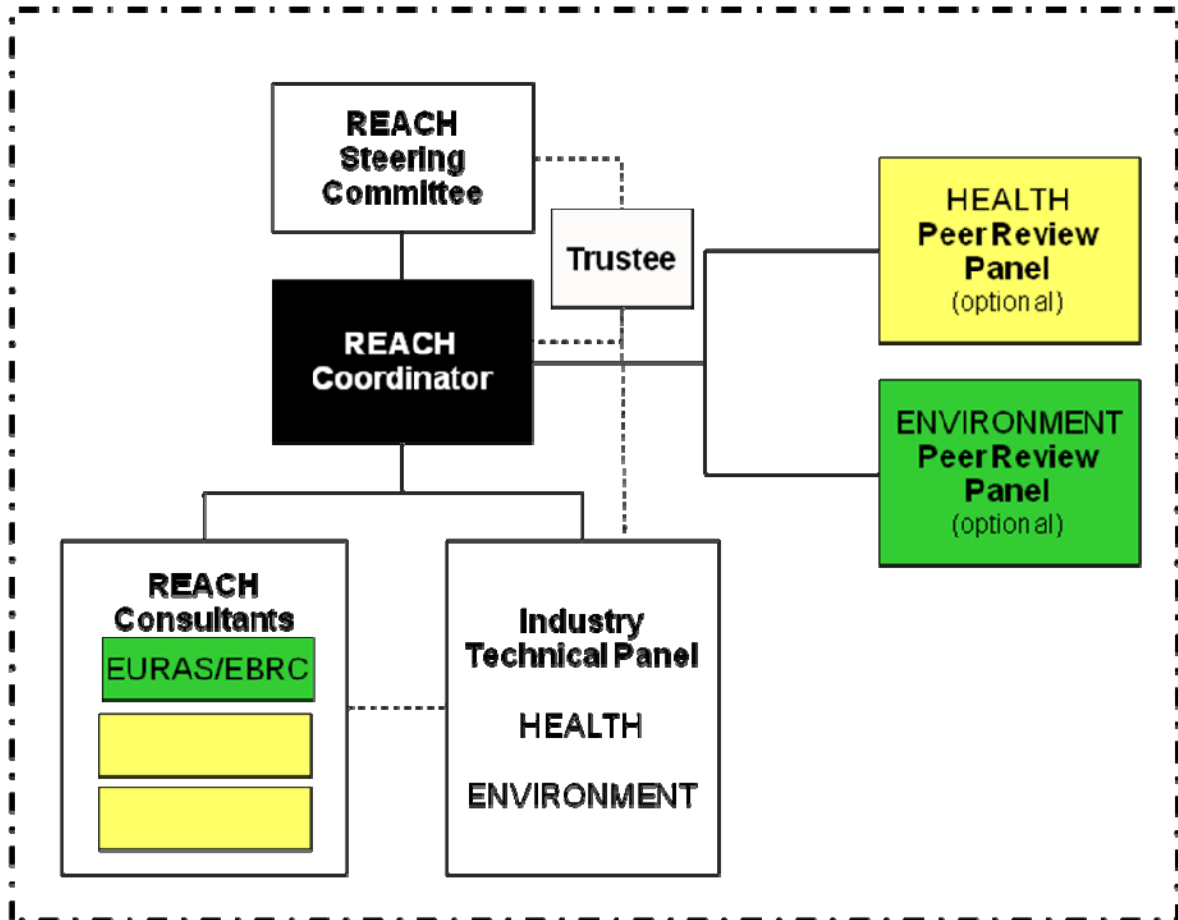 REACH
Steering
Committee
Trustee
HEALTH
Peer Review
Panel
(optional)
REACH
Coordinator
ENVIRONMENT
Peer Review
Panel
(optional)
REACH
Consultants
EURAS/EBRC
Industry
Technical Panel
HEALTH
ENVIRONMENT